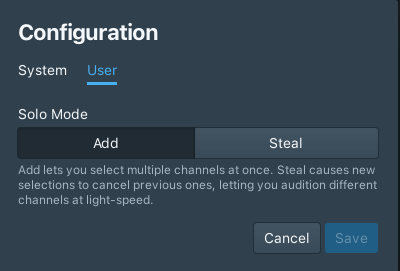 Configuration
System User
Solo Mode
Add Steal
Add lets you select multiple channels at once. Steal causes new
selections to cancel previous ones, letting you audition different
channels at light-speed.
Cancel Save